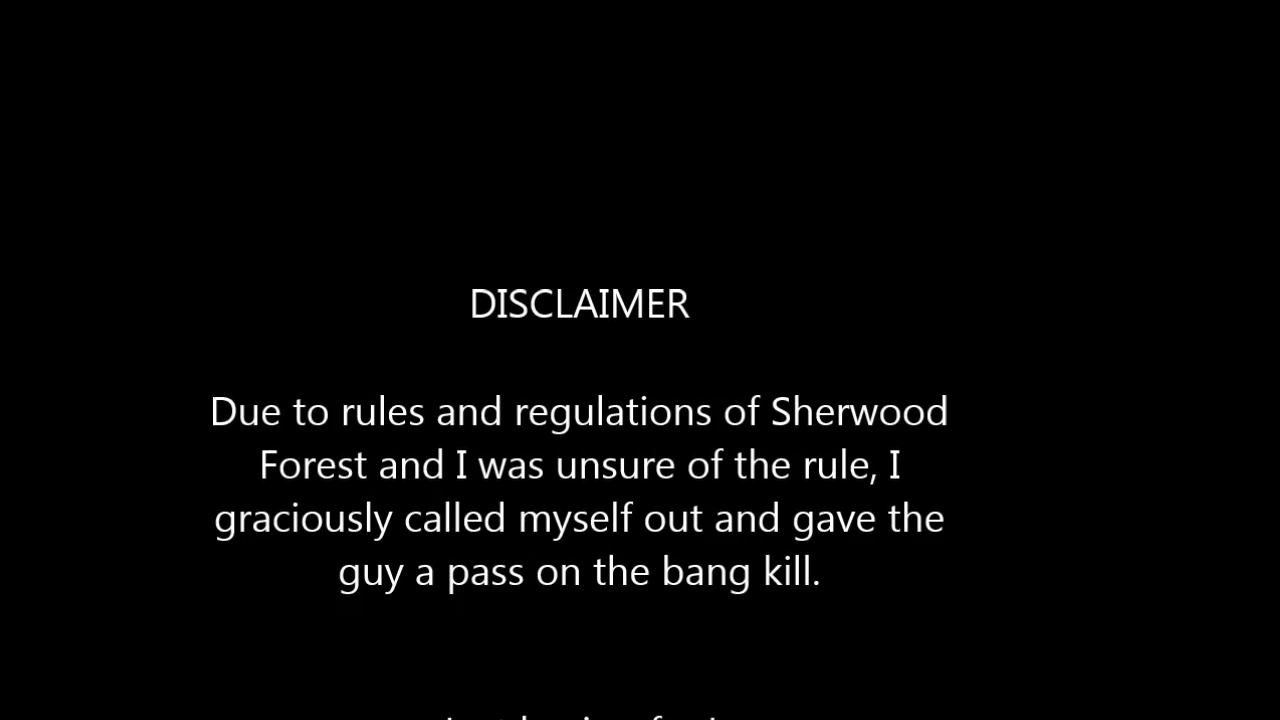 DISCLAIMER
Due to rules and regulations of Sherwood
Forest and I was unsure of the rule, I
graciously called myself out and gave the
guy a pass on the bang kill.